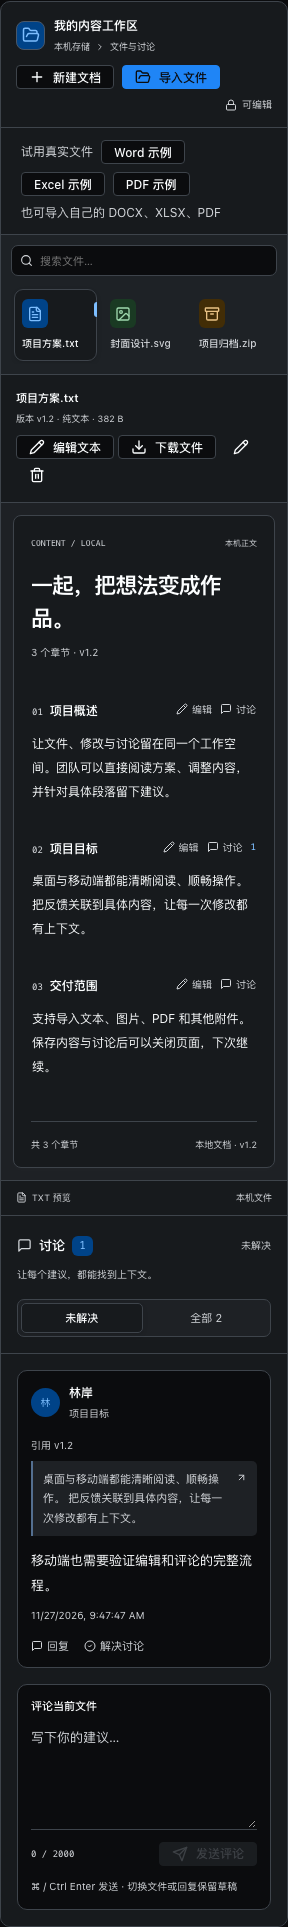 我的内容工作区
本机存储 > 文件与讨论
新建文档 导入文件
可编辑
试用真实文件 Word 示例
Excel 示例 PDF 示例
也可导入自己的 DOCX、XLSX、PDF
搜索文件...
项目方案.txt 封面设计.svg 项目归档.zip
项目方案.txt
版本 v1.2 · 纯文本 · 382 B
编辑文本 下载文件
CONTENT / LOCAL 本机正文
一起，把想法变成作
品。
3 个章节 · v1.2
01 项目概述 编辑 讨论
让文件、修改与讨论留在同一个工作空
间。团队可以直接阅读方案、调整内容，
并针对具体段落留下建议。
02 项目目标 编辑 讨论 1
桌面与移动端都能清晰阅读、顺畅操作。
把反馈关联到具体内容，让每一次修改都
有上下文。
03 交付范围 编辑 讨论
支持导入文本、图片、PDF 和其他附件。
保存内容与讨论后可以关闭页面，下次继
续。
共 3 个章节 本地文档 · v1.2
TXT 预览 本机文件
讨论 1 未解决
让每个建议，都能找到上下文。
未解决 全部 2
林 林岸
项目目标
引用 v1.2
桌面与移动端都能清晰阅读、顺畅操
作。 把反馈关联到具体内容，让每一
次修改都有上下文。
移动端也需要验证编辑和评论的完整流
程。
11/27/2026, 9:47:47 AM
回复 解决讨论
评论当前文件
写下你的建议...
0 / 2000 发送评论
⌘ / Ctrl Enter 发送 · 切换文件或回复保留草稿